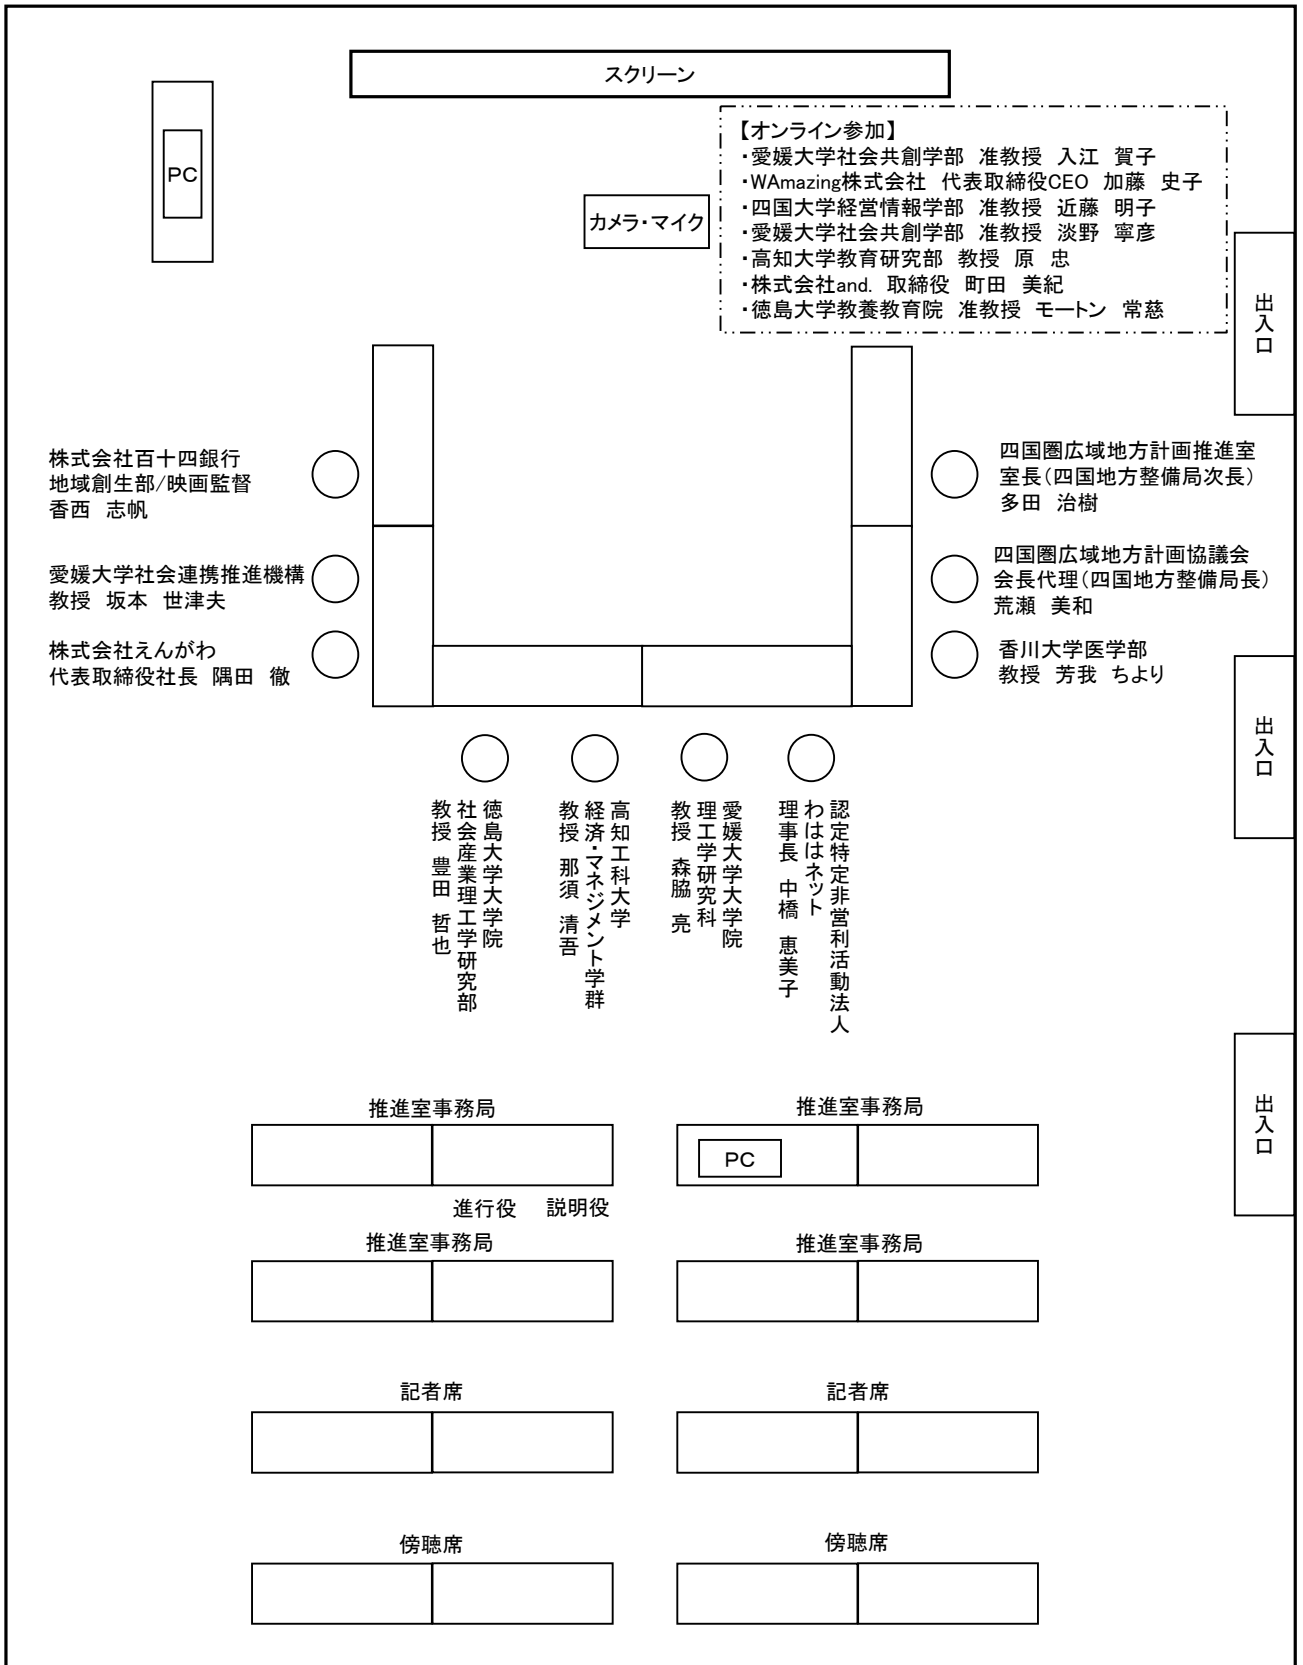 スクリーン
PC
【オンライン参加】
・愛媛大学社会共創学部 准教授 入江 賀子
・WAmazing株式会社 代表取締役CEO 加藤 史子
・四国大学経営情報学部 准教授 近藤 明子
・愛媛大学社会共創学部 准教授 淡野 寧彦
・高知大学教育研究部 教授 原 忠
・株式会社and. 取締役 町田 美紀
・徳島大学教養教育院 准教授 モートン 常慈
カメラ・マイク
出入口
株式会社百十四銀行
地域創生部/映画監督
香西 志帆
四国圏広域地方計画推進室
室長(四国地方整備局次長)
多田 治樹
愛媛大学社会連携推進機構
教授 坂本 世津夫
四国圏広域地方計画協議会
会長代理(四国地方整備局長)
荒瀬 美和
株式会社えんがわ
代表取締役社長 隅田 徹
香川大学医学部
教授 芳我 ちより
出入口
徳島大学大学院
社会産業理工学研究部
教授 豊田 哲也
高知工科大学
経済・マネジメント学群
教授 那須 清吾
愛媛大学大学院
理工学研究科
教授 森脇 亮
認定特定非営利活動法人
わははネット
理事長 中橋 恵美子
出入口
推進室事務局
推進室事務局
PC
進行役 説明役
推進室事務局
推進室事務局
記者席
記者席
傍聴席
傍聴席